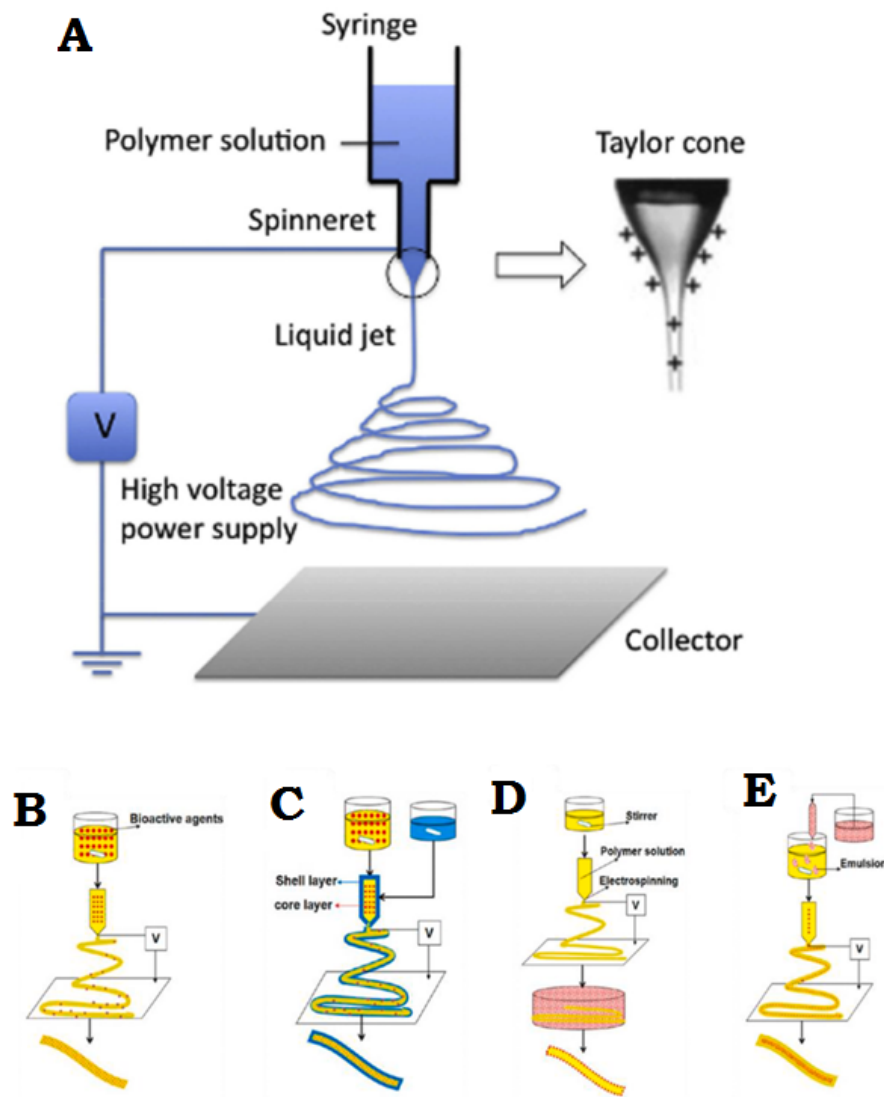 A
Syringe
Polymer solution
Taylor cone
Spinneret
Liquid jet
V
High voltage
power supply
Collector
B
Bioactive agents
V
C
Shell layer
core layer
V
D
Stirrer
Polymer solution
Electrospinning
V
E
Emulsion
V